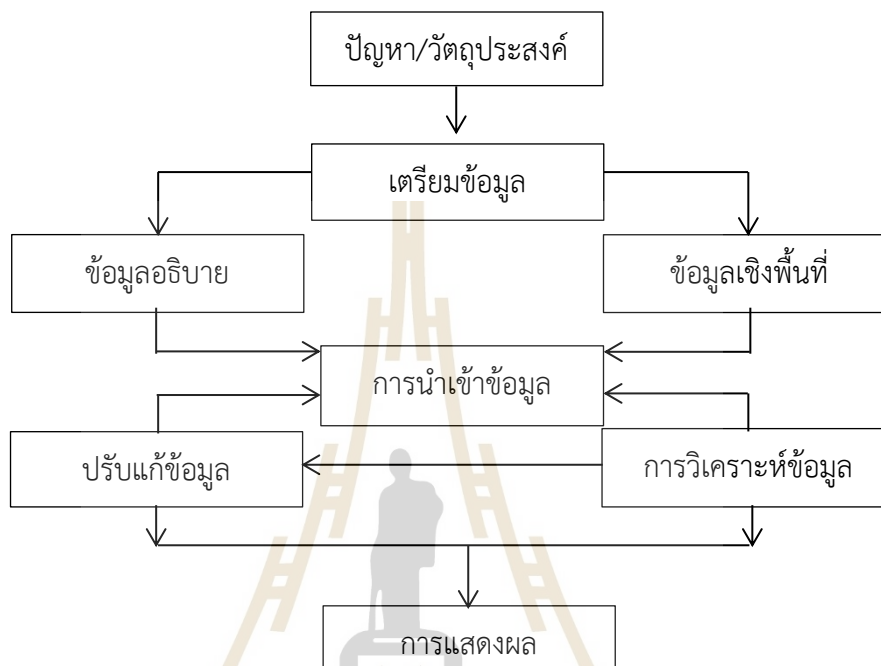 ปัญหา/วัตถุประสงค์
เตรียมข้อมูล
ข้อมูลอธิบาย
ข้อมูลเชิงพื้นที่
การนำเข้าข้อมูล
ปรับแก้ข้อมูล
การวิเคราะห์ข้อมูล
การแสดงผล